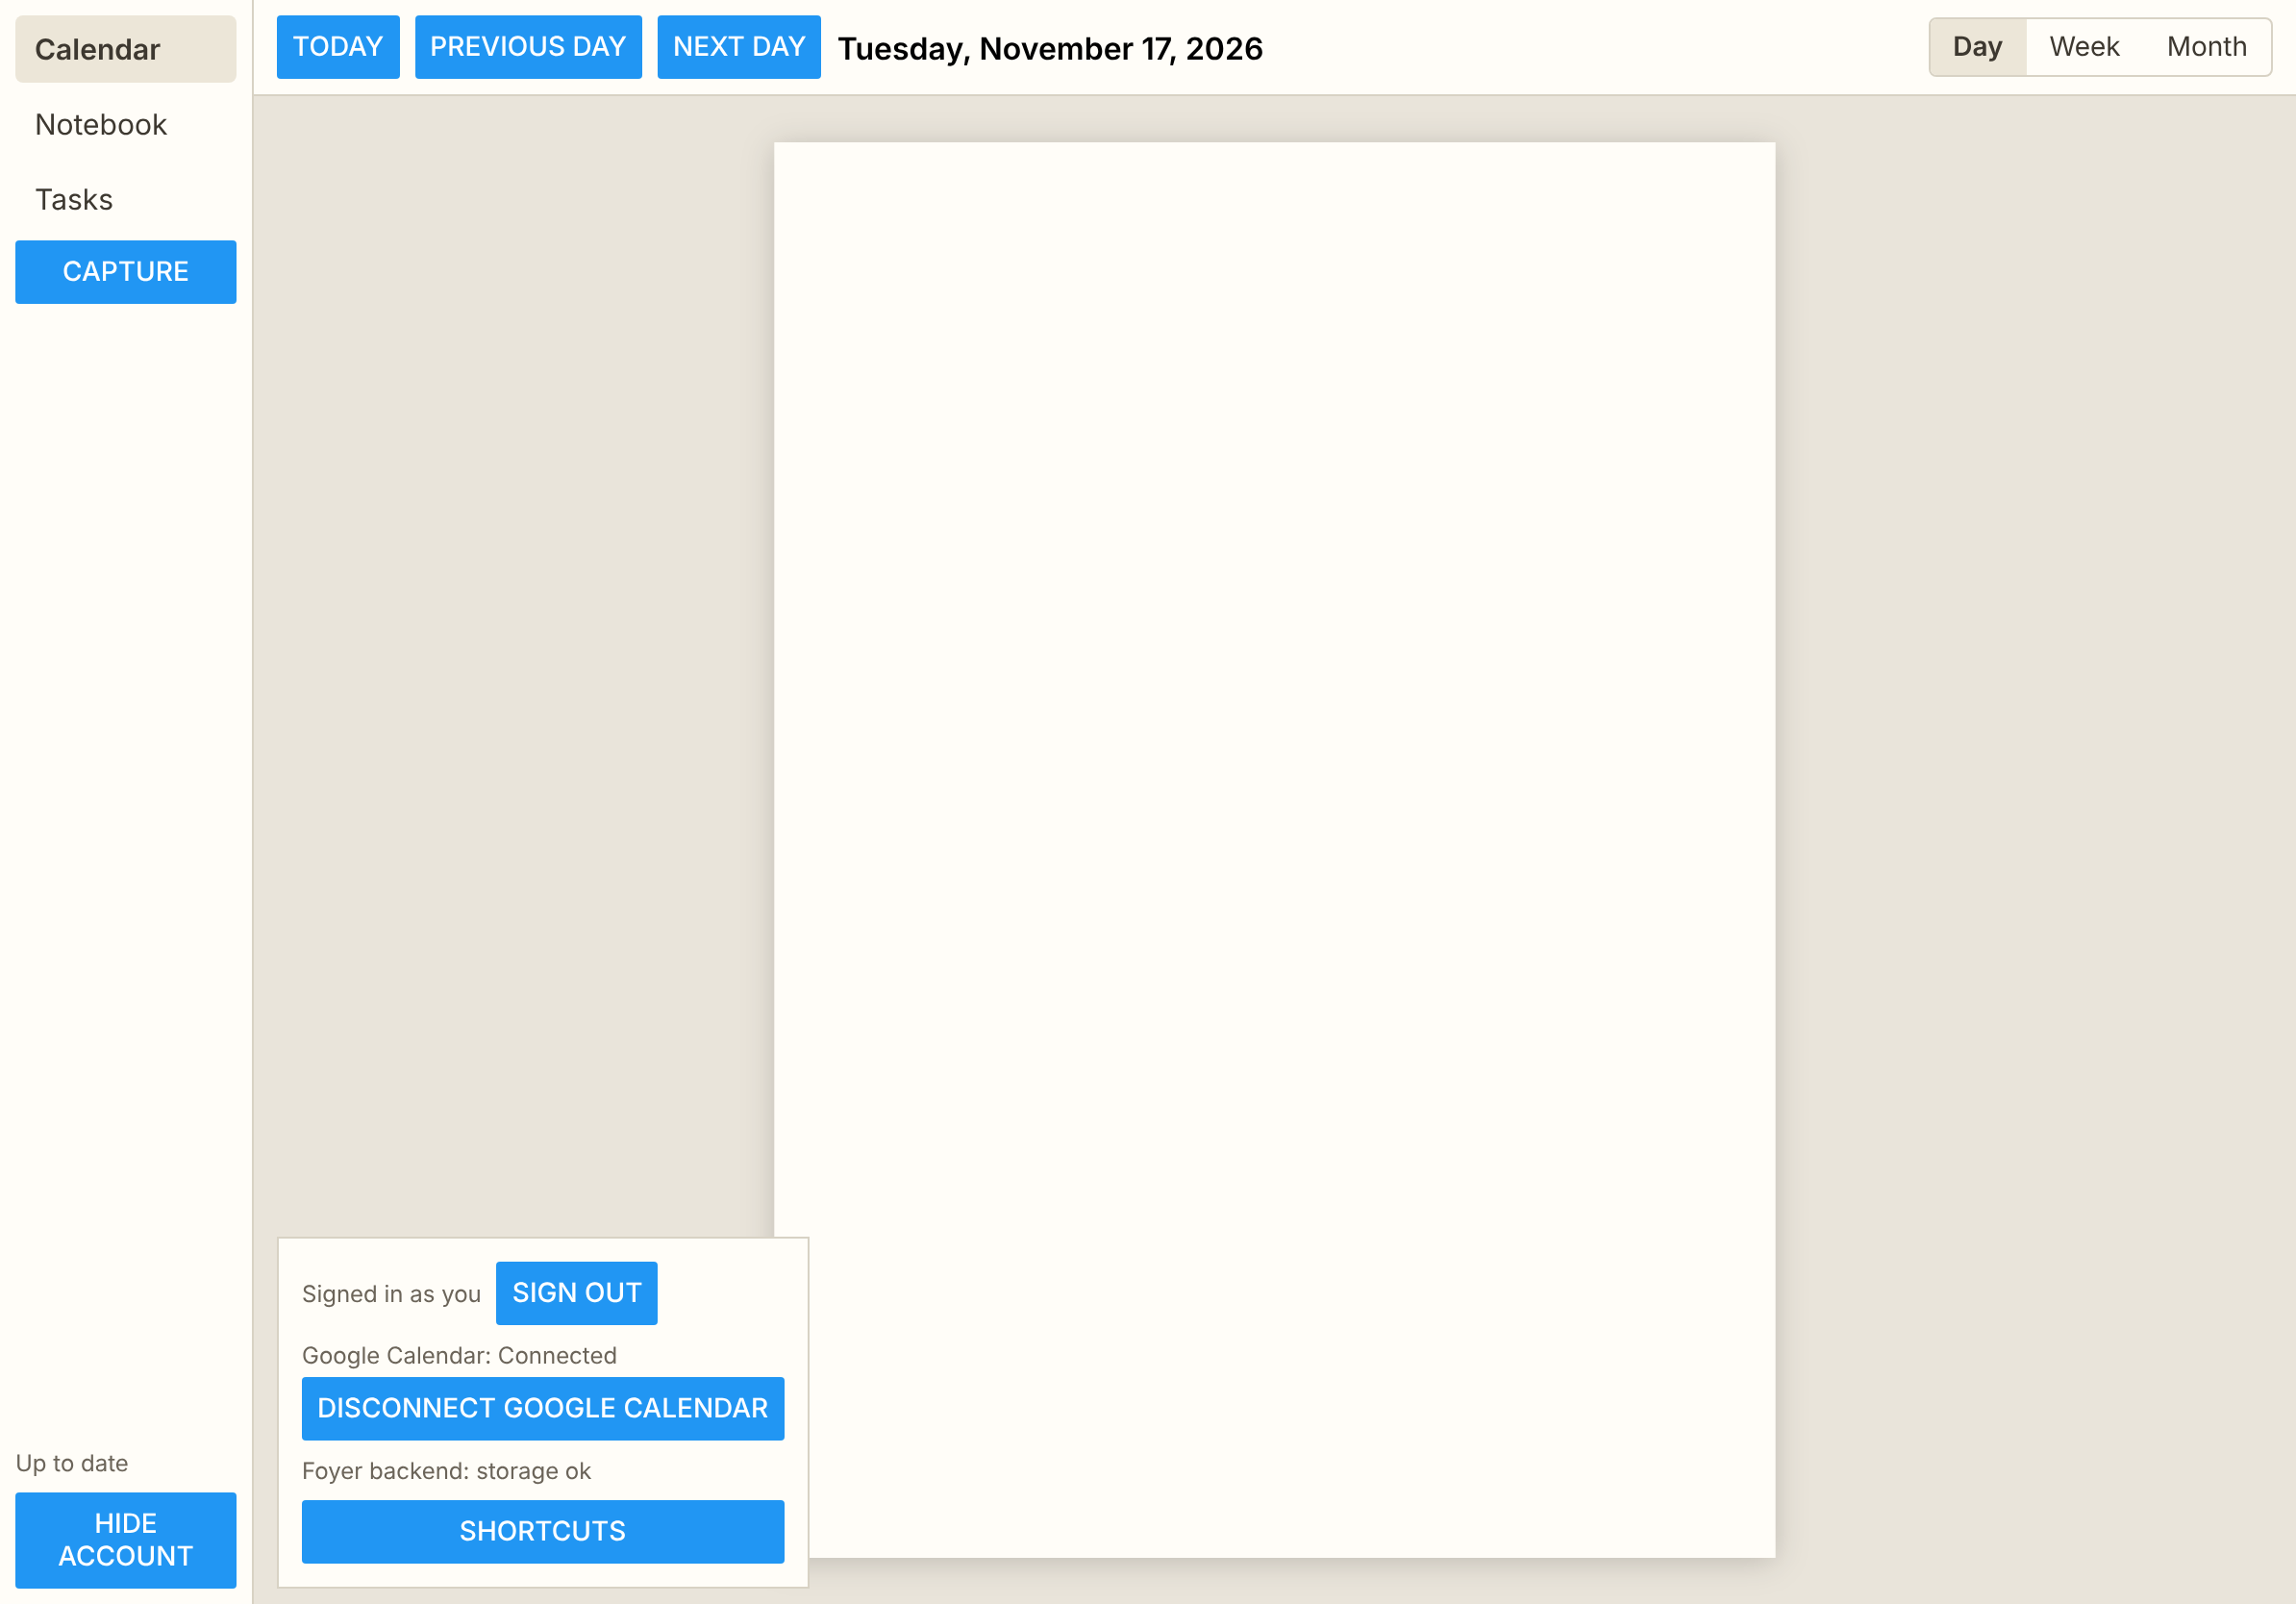 Calendar
Notebook
Tasks
CAPTURE
TODAY PREVIOUS DAY NEXT DAY Tuesday, November 17, 2026 Day Week Month
Signed in as you SIGN OUT
Google Calendar: Connected
DISCONNECT GOOGLE CALENDAR
Foyer backend: storage ok
SHORTCUTS
Up to date
HIDE
ACCOUNT